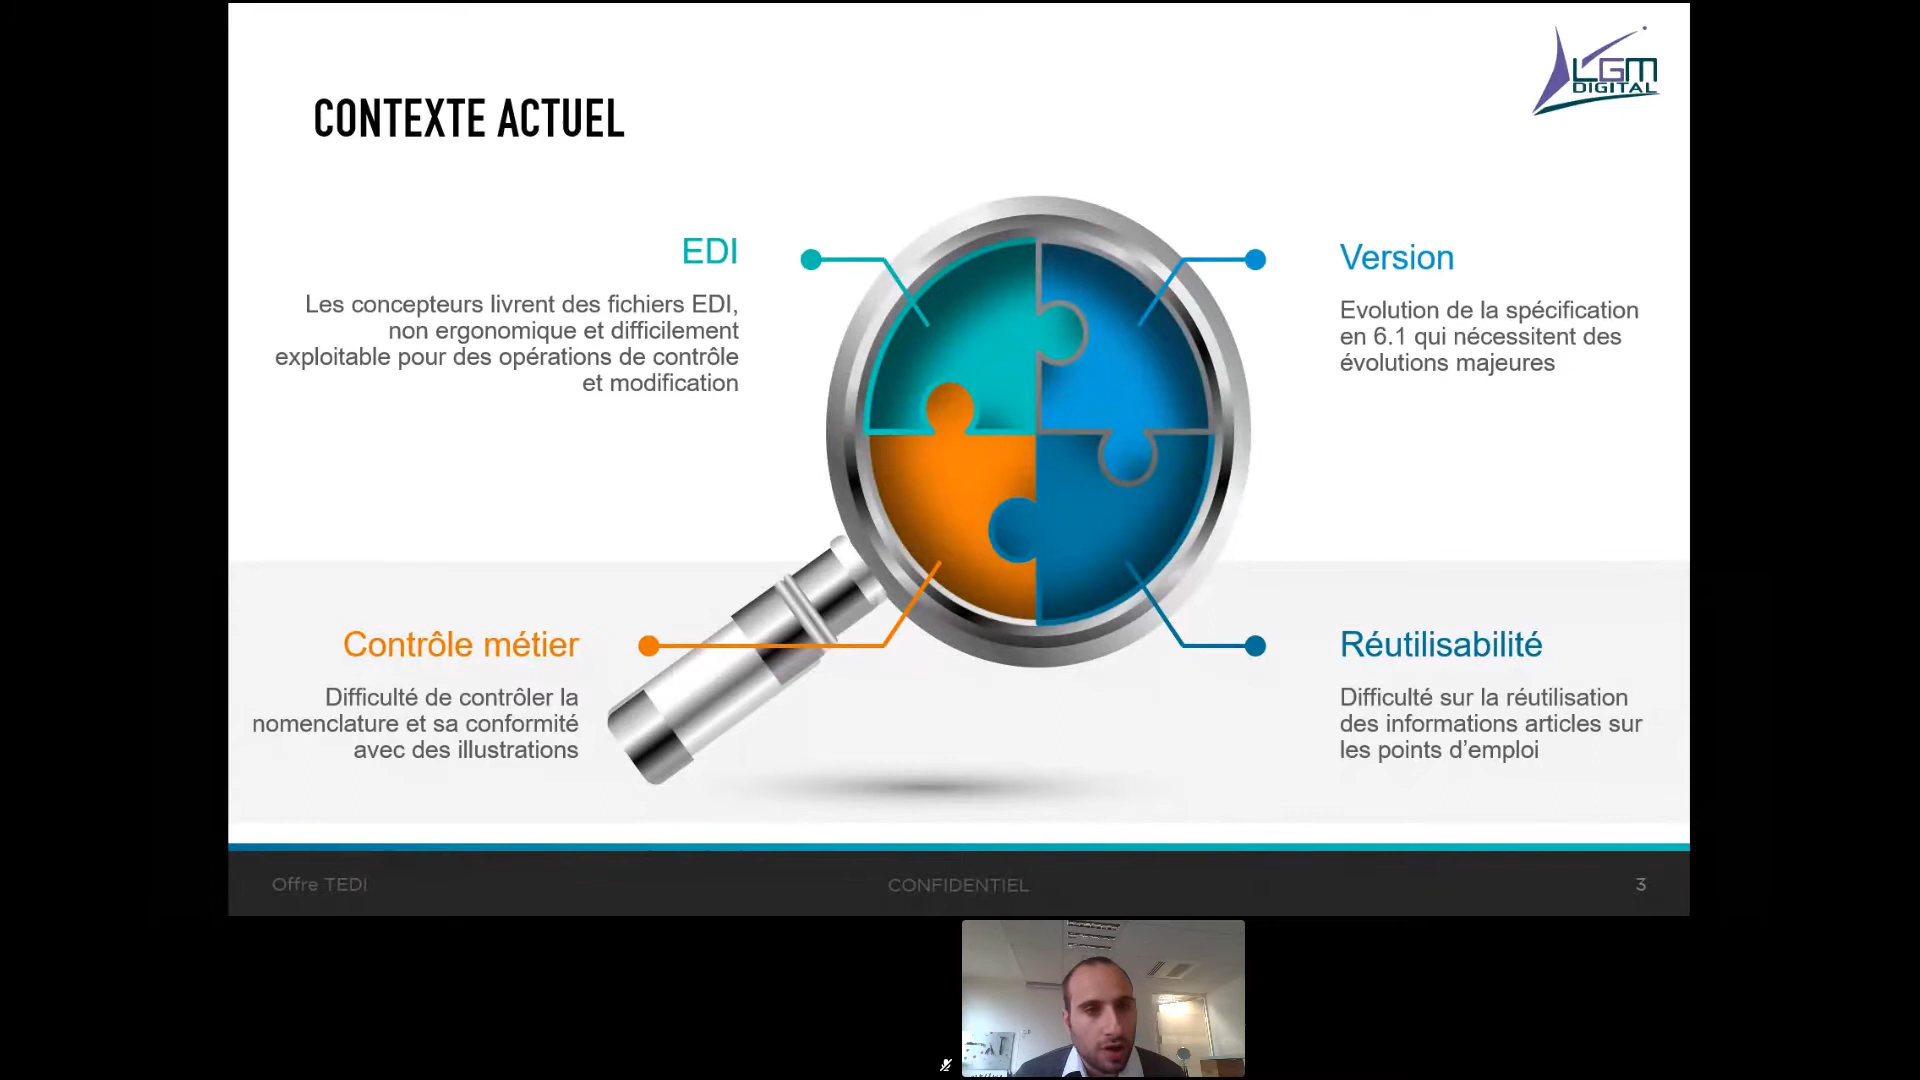 LGM
DIGITAL
CONTEXTE ACTUEL
EDI
Les concepteurs livrent des fichiers EDI,
non ergonomique et difficilement
exploitable pour des opérations de contrôle
et modification
Version
Evolution de la spécification
en 6.1 qui nécessitent des
évolutions majeures
Contrôle métier
Difficulté de contrôler la
nomenclature et sa conformité
avec des illustrations
Réutilisabilité
Difficulté sur la réutilisation
des informations articles sur
les points d’emploi
Offre TEDI
CONFIDENTIEL
3